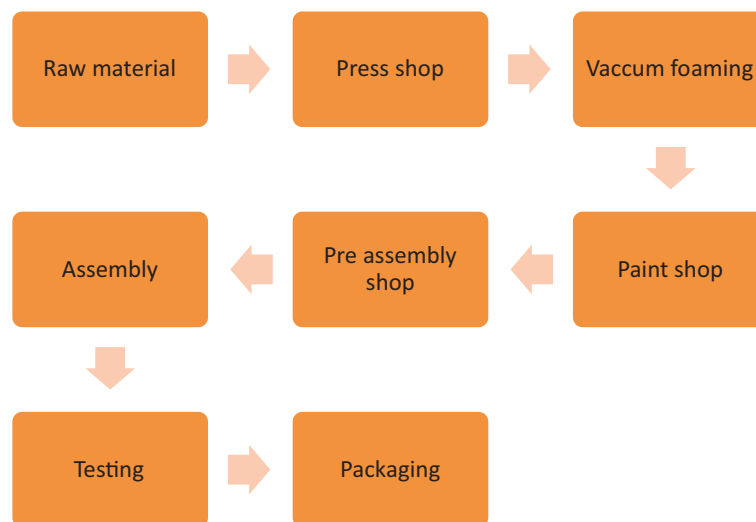 Raw material
Press shop
Vaccum foaming
Paint shop
Pre assembly
shop
Assembly
Testing
Packaging